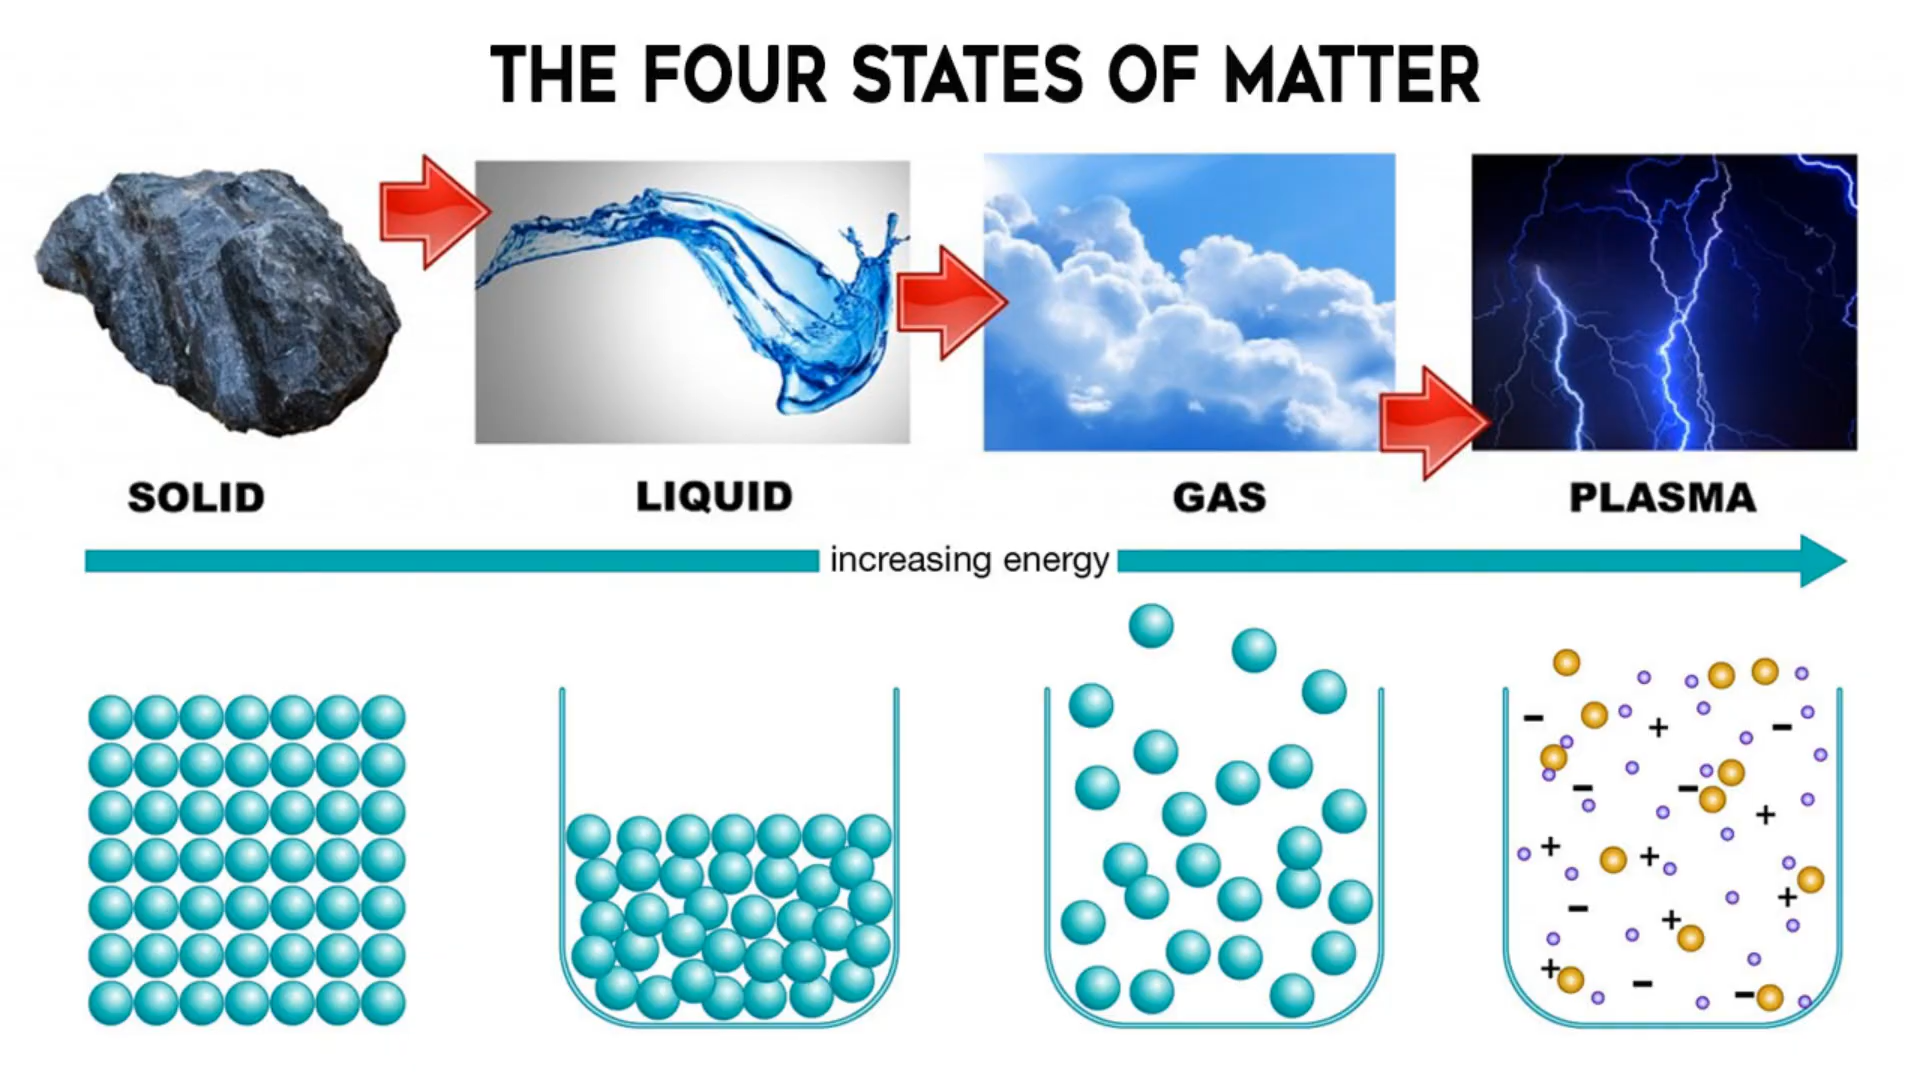 THE FOUR STATES OF MATTER
SOLID
LIQUID
GAS
PLASMA
increasing energy
- + -
- -
+
+ +
+
- +
+ -
-